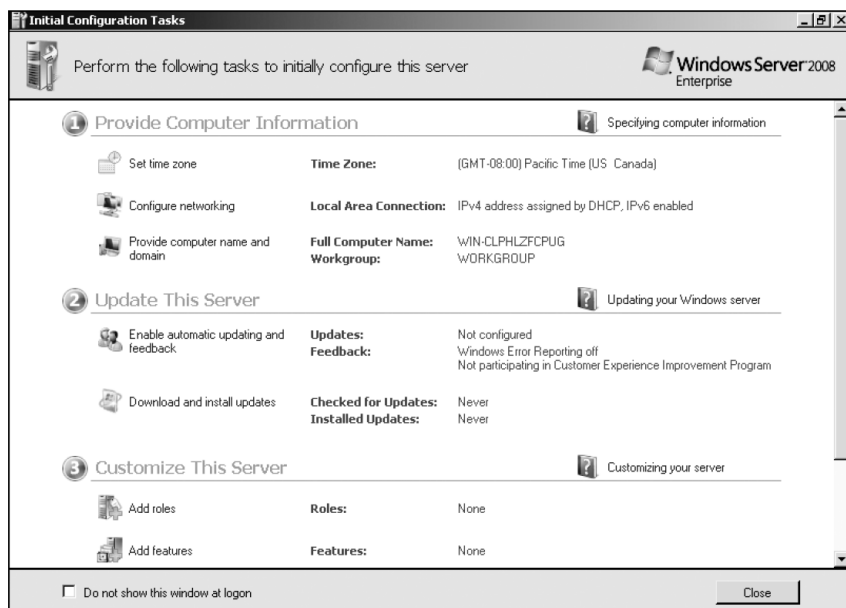 Initial Configuration Tasks
Perform the following tasks to initially configure this server
Windows Server 2008
Enterprise
1 Provide Computer Information
Specifying computer information
Set time zone Time Zone: (GMT-08:00) Pacific Time (US Canada)
Configure networking Local Area Connection: IPv4 address assigned by DHCP, IPv6 enabled
Provide computer name and domain
Full Computer Name: WIN-CLPHLZFCPUG
Workgroup: WORKGROUP
2 Update This Server
Updating your Windows server
Enable automatic updating and feedback
Updates: Not configured
Feedback: Windows Error Reporting off
Not participating in Customer Experience Improvement Program
Download and install updates
Checked for Updates: Never
Installed Updates: Never
3 Customize This Server
Customizing your server
Add roles Roles: None
Add features Features: None
Do not show this window at logon
Close